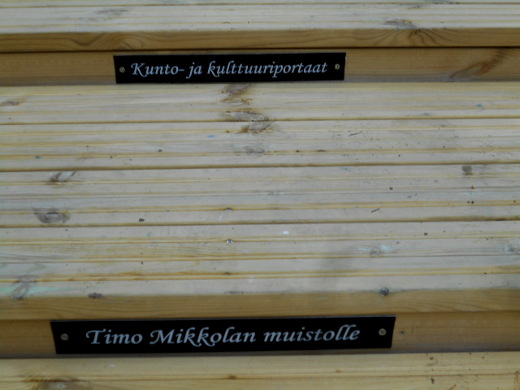 Kunto- ja kulttuuriportaat
Timo Mikkolan muistolle